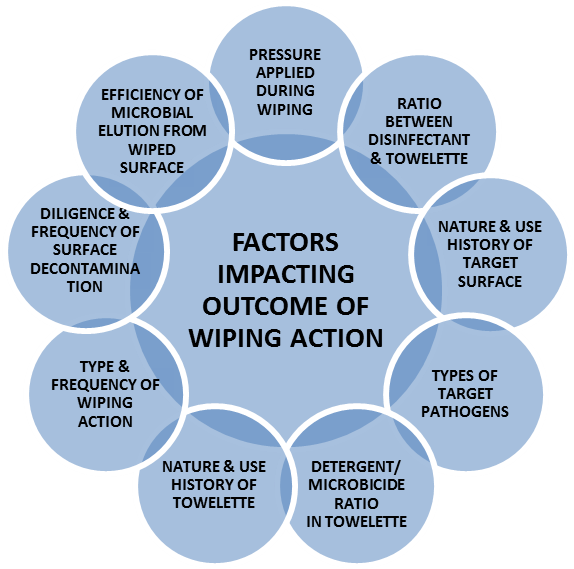 PRESSURE
APPLIED
DURING
WIPING
RATIO
BETWEEN
DISINFECTANT
& TOWELETTE
NATURE & USE
HISTORY OF
TARGET
SURFACE
TYPES OF
TARGET
PATHOGENS
DETERGENT/
MICROBICIDE
RATIO
IN TOWELETTE
NATURE & USE
HISTORY OF
TOWELETTE
TYPE &
FREQUENCY OF
WIPING
ACTION
DILIGENCE &
FREQUENCY OF
SURFACE
DECONTAMINA
TION
EFFICIENCY OF
MICROBIAL
ELUTION FROM
WIPED
SURFACE
FACTORS
IMPACTING
OUTCOME OF
WIPING ACTION